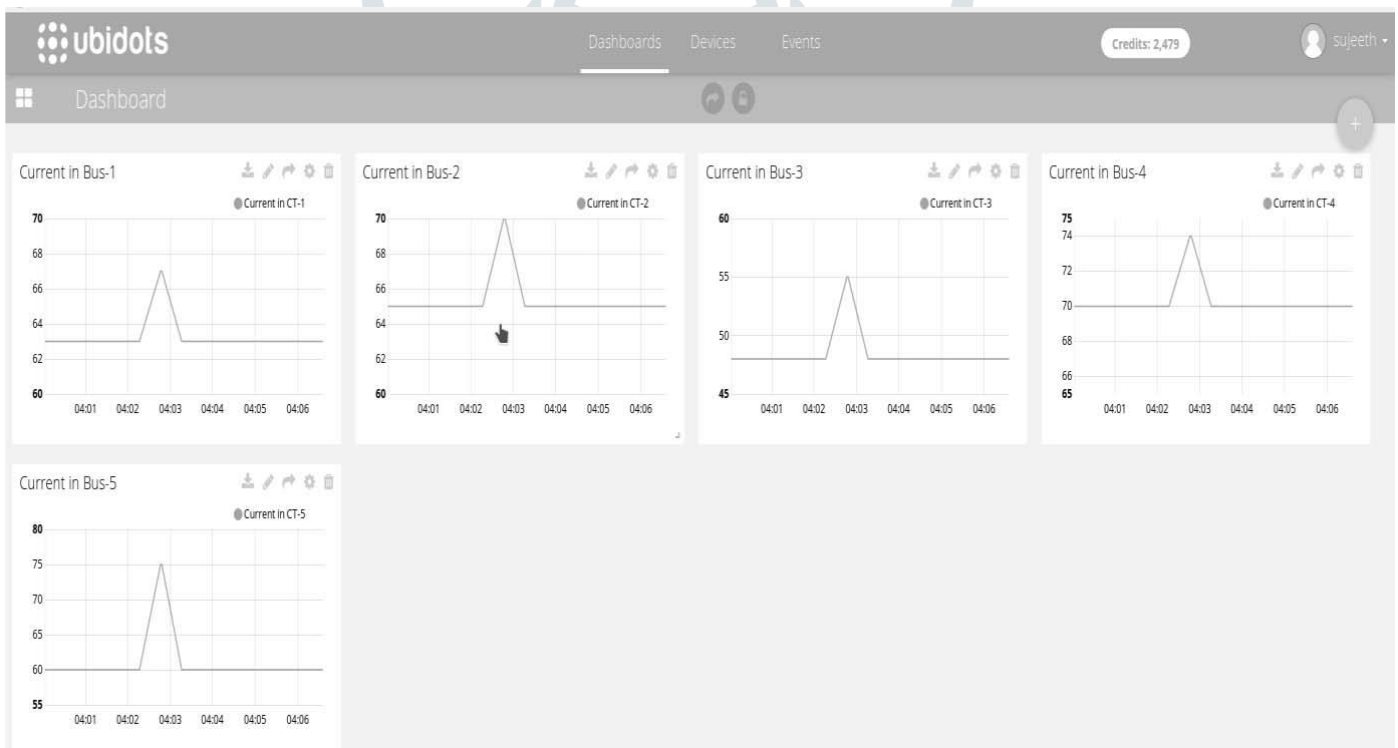 ubidots
Dashboards Devices Events
Credits: 2,479
sujeeth
Dashboard
Current in Bus-1
Current in CT-1
70
68
66
64
62
60
04:01 04:02 04:03 04:04 04:05 04:06
Current in Bus-2
Current in CT-2
70
68
66
64
62
60
04:01 04:02 04:03 04:04 04:05 04:06
Current in Bus-3
Current in CT-3
60
55
50
45
04:01 04:02 04:03 04:04 04:05 04:06
Current in Bus-4
Current in CT-4
75
74
72
70
68
66
65
04:01 04:02 04:03 04:04 04:05 04:06
Current in Bus-5
Current in CT-5
80
75
70
65
60
55
04:01 04:02 04:03 04:04 04:05 04:06